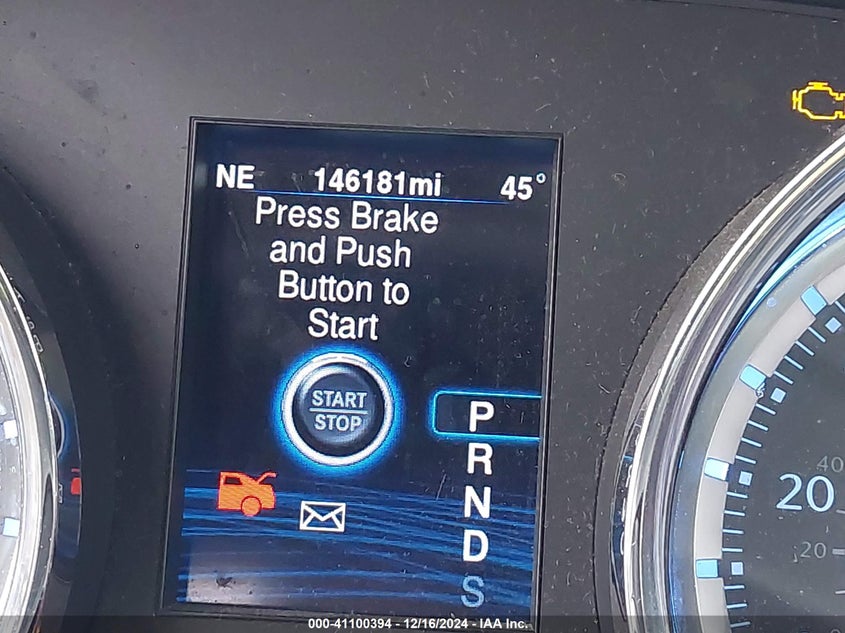 NE 146181mi 45°
Press Brake
and Push
Button to
Start
START
STOP
P
R
N
D
S
40
20
20
000-41100394 - 12/16/2024 - IAA Inc.